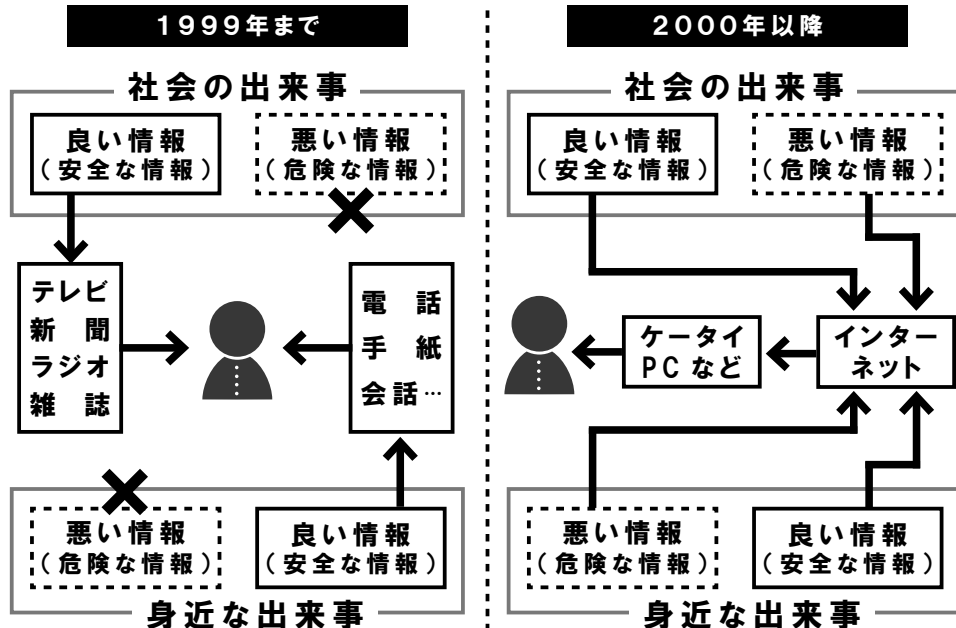 1999年まで
社会の出来事
良い情報
（安全な情報）
悪い情報
（危険な情報）
テレビ
新聞
ラジオ
雑誌
電話
手紙
会話…
悪い情報
（危険な情報）
良い情報
（安全な情報）
身近な出来事
2000年以降
社会の出来事
良い情報
（安全な情報）
悪い情報
（危険な情報）
ケータイ
PCなど
インター
ネット
悪い情報
（危険な情報）
良い情報
（安全な情報）
身近な出来事